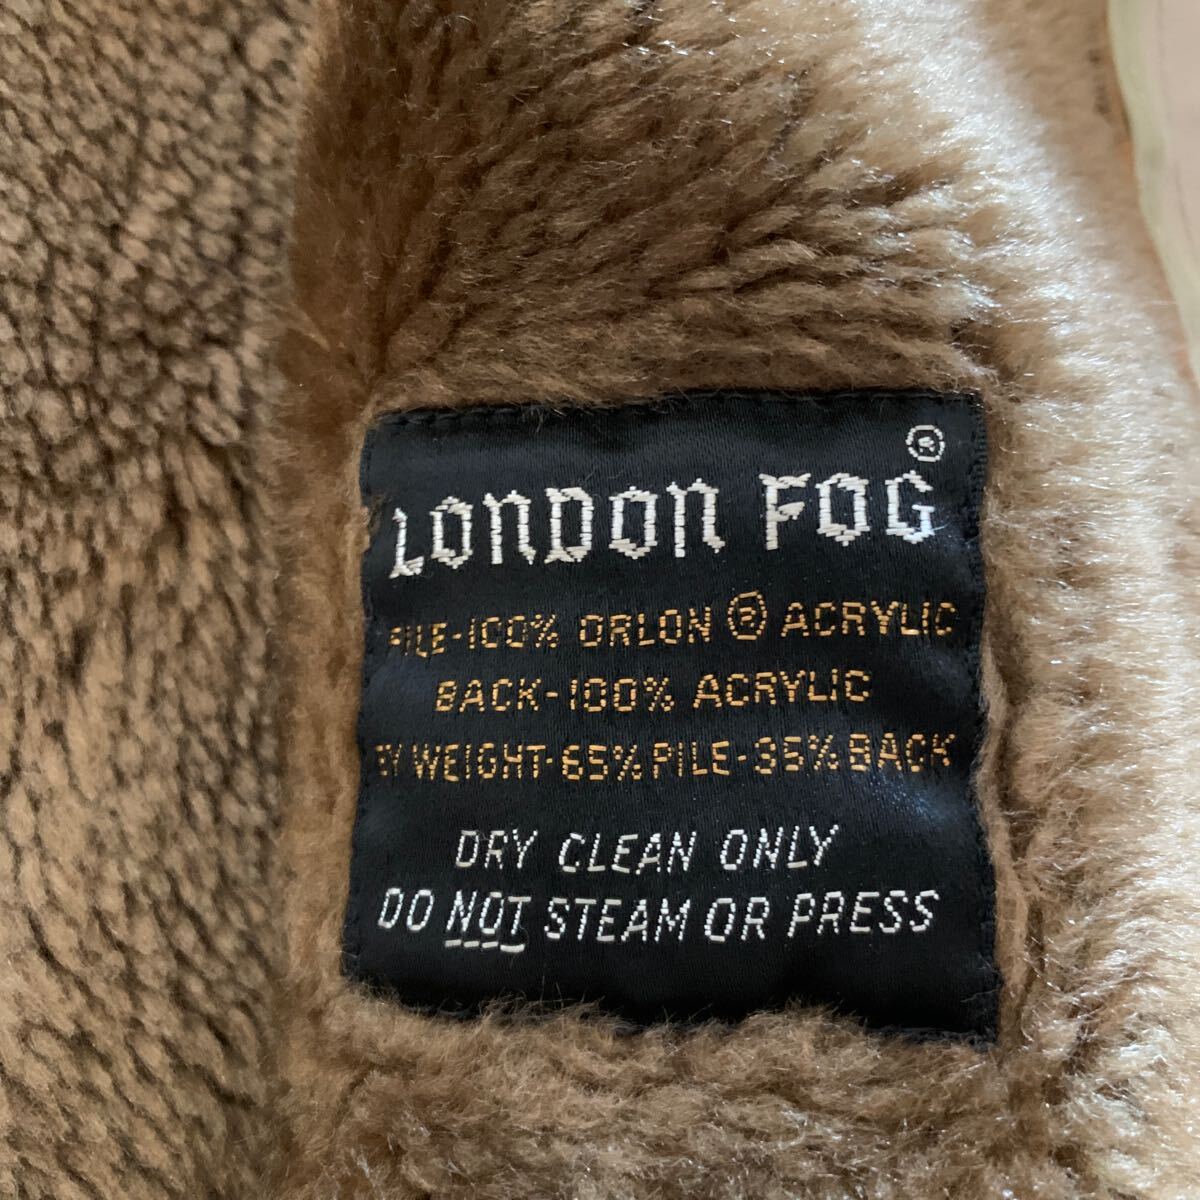 LONDON FOG ®
PILE-100% ORLON ® ACRYLIC
BACK-100% ACRYLIC
BY WEIGHT-65% PILE-35% BACK
DRY CLEAN ONLY
DO NOT STEAM OR PRESS